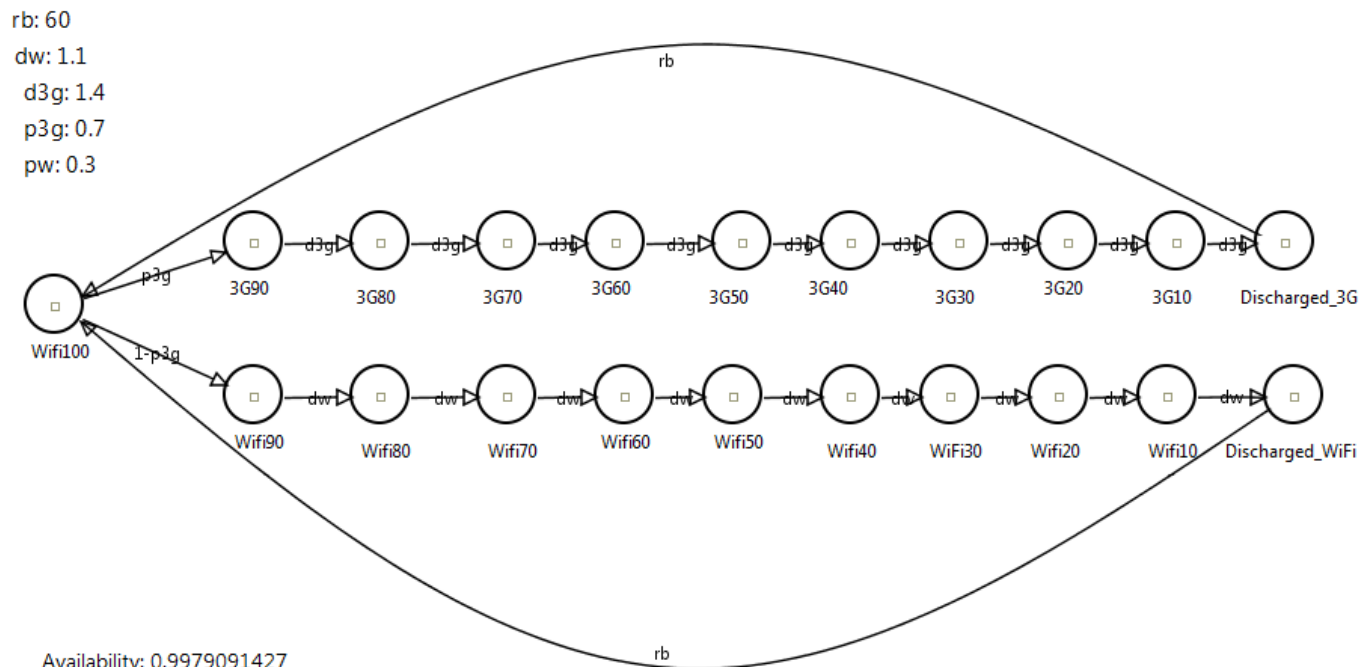 rb: 60
dw: 1.1
d3g: 1.4
p3g: 0.7
pw: 0.3
rb
d3g d3g d3g d3g d3g d3g d3g d3g d3g
p3g
3G90 3G80 3G70 3G60 3G50 3G40 3G30 3G20 3G10 Discharged_3G
Wifi100
1-p3g
dw dw dw dw dw dw dw dw dw
Wifi90 Wifi80 Wifi70 Wifi60 Wifi50 Wifi40 WiFi30 Wifi20 Wifi10 Discharged_WiFi
rb
Availability: 0.9979091427